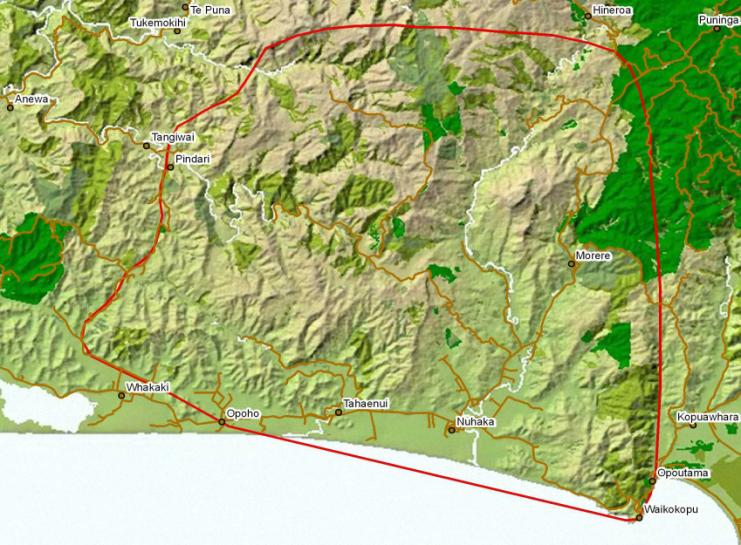 Te Puna
Hineroa
Tukemokihi
Puninga
Anewa
Tangiwai
Pindari
Morere
Whakaki
Opoho
Tahaenui
Nuhaka
Kopuawhara
Opoutama
Waikokopu